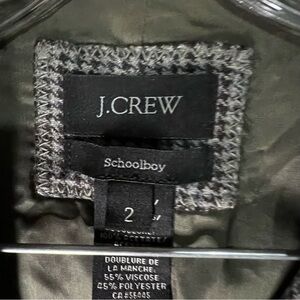 J.CREW
Schoolboy
2
DOUBLURE DE
LA MANCHE:
55% VISCOSE
45% POLYESTER